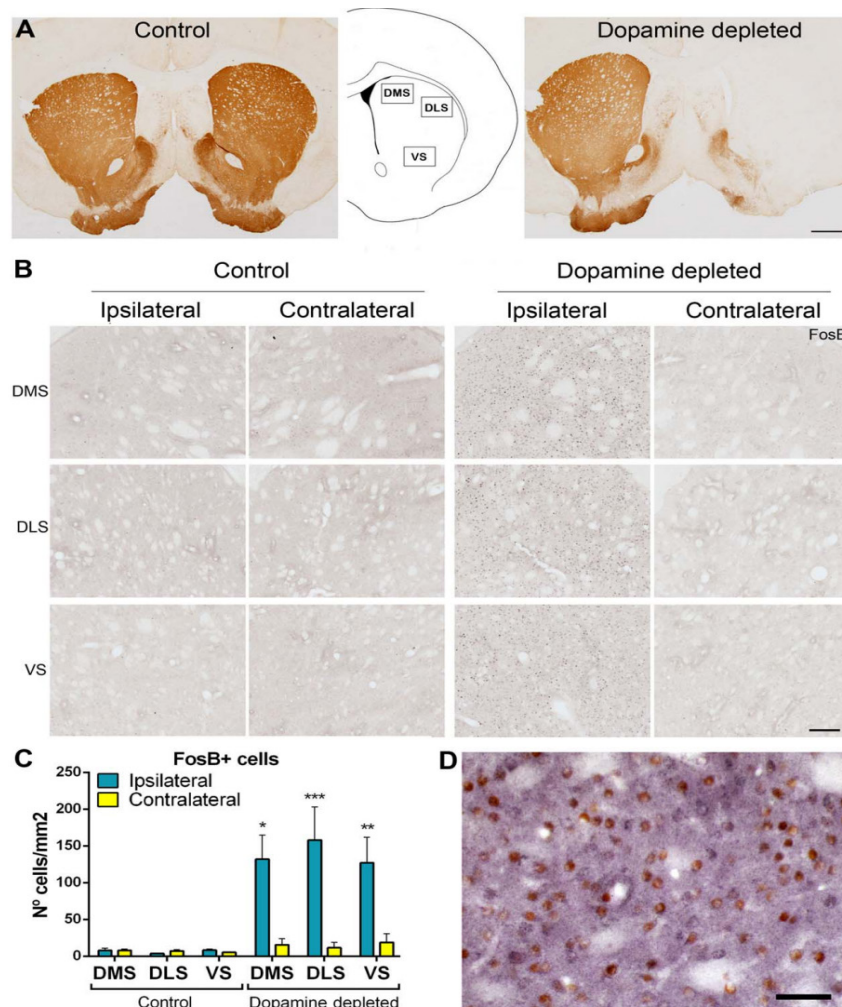 A
Control
Dopamine depleted
DMS
DLS
VS
B
Control
Dopamine depleted
Ipsilateral
Contralateral
Ipsilateral
Contralateral
FosB
DMS
DLS
VS
C
FosB+ cells
Ipsilateral
Contralateral
Nº cells/mm2
250
200
150
100
50
0
*
***
**
DMS DLS VS DMS DLS VS
Control Dopamine depleted
D